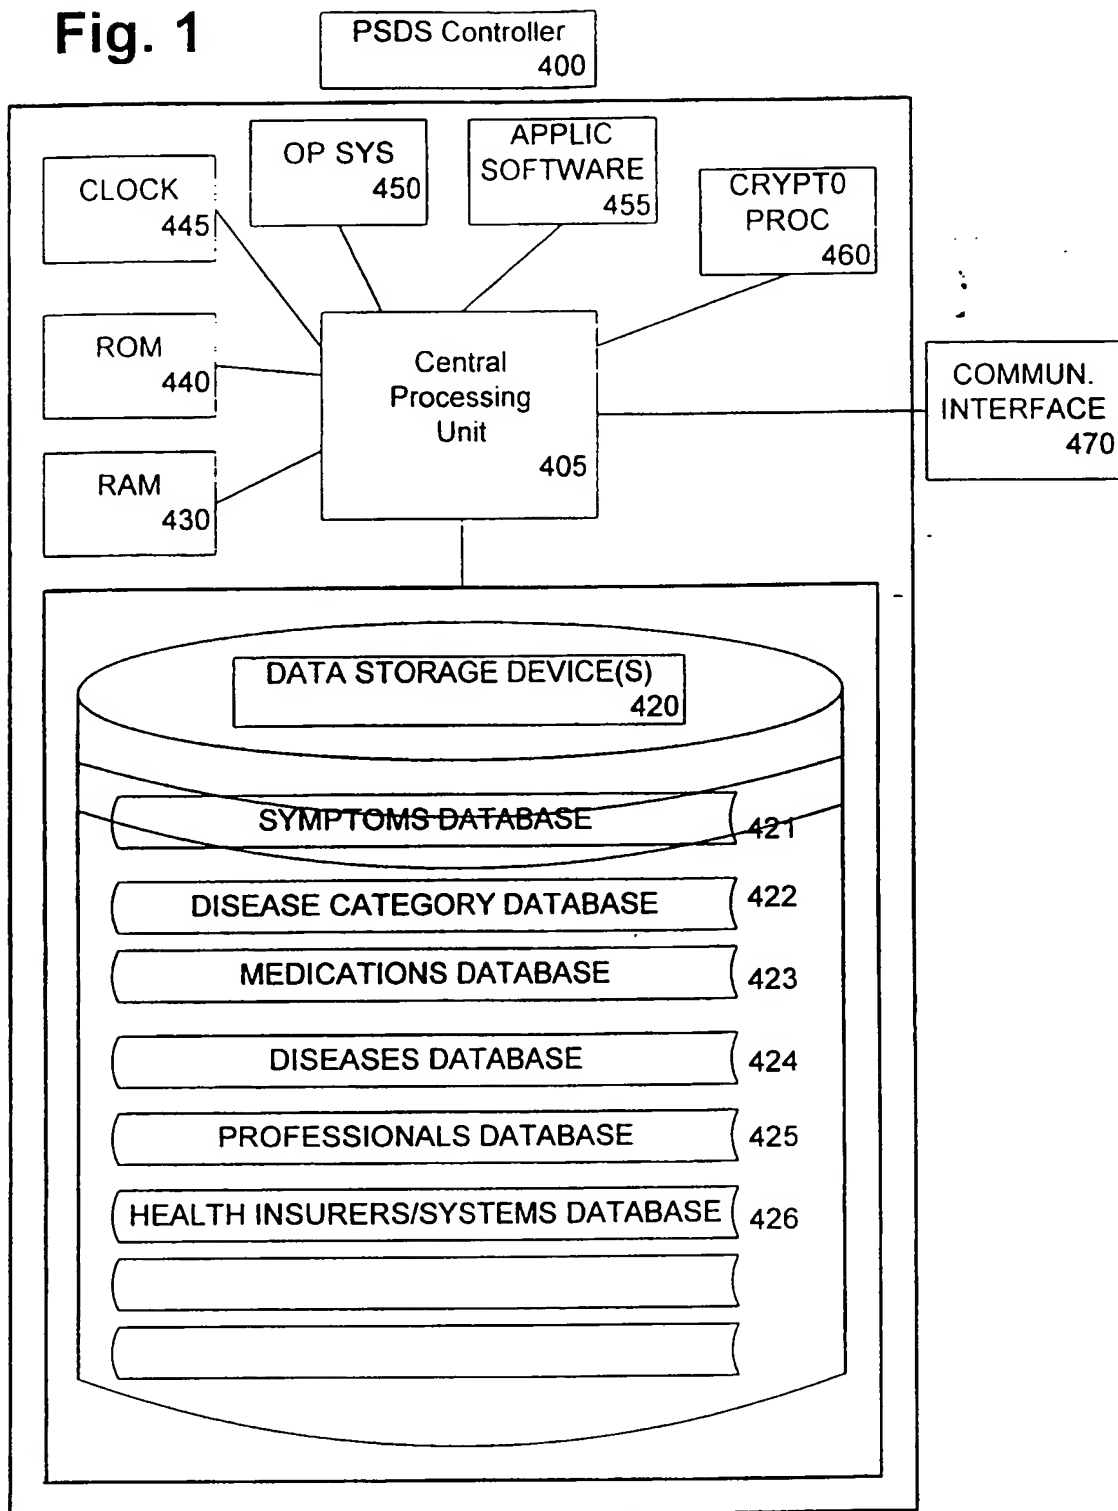 Fig. 1
PSDS Controller
400
CLOCK
445
OP SYS
450
APPLIC
SOFTWARE
455
CRYPT0
PROC
460
ROM
440
Central
Processing
Unit
405
COMMUN.
INTERFACE
470
RAM
430
DATA STORAGE DEVICE(S)
420
SYMPTOMS DATABASE
421
DISEASE CATEGORY DATABASE
422
MEDICATIONS DATABASE
423
DISEASES DATABASE
424
PROFESSIONALS DATABASE
425
HEALTH INSURERS/SYSTEMS DATABASE
426